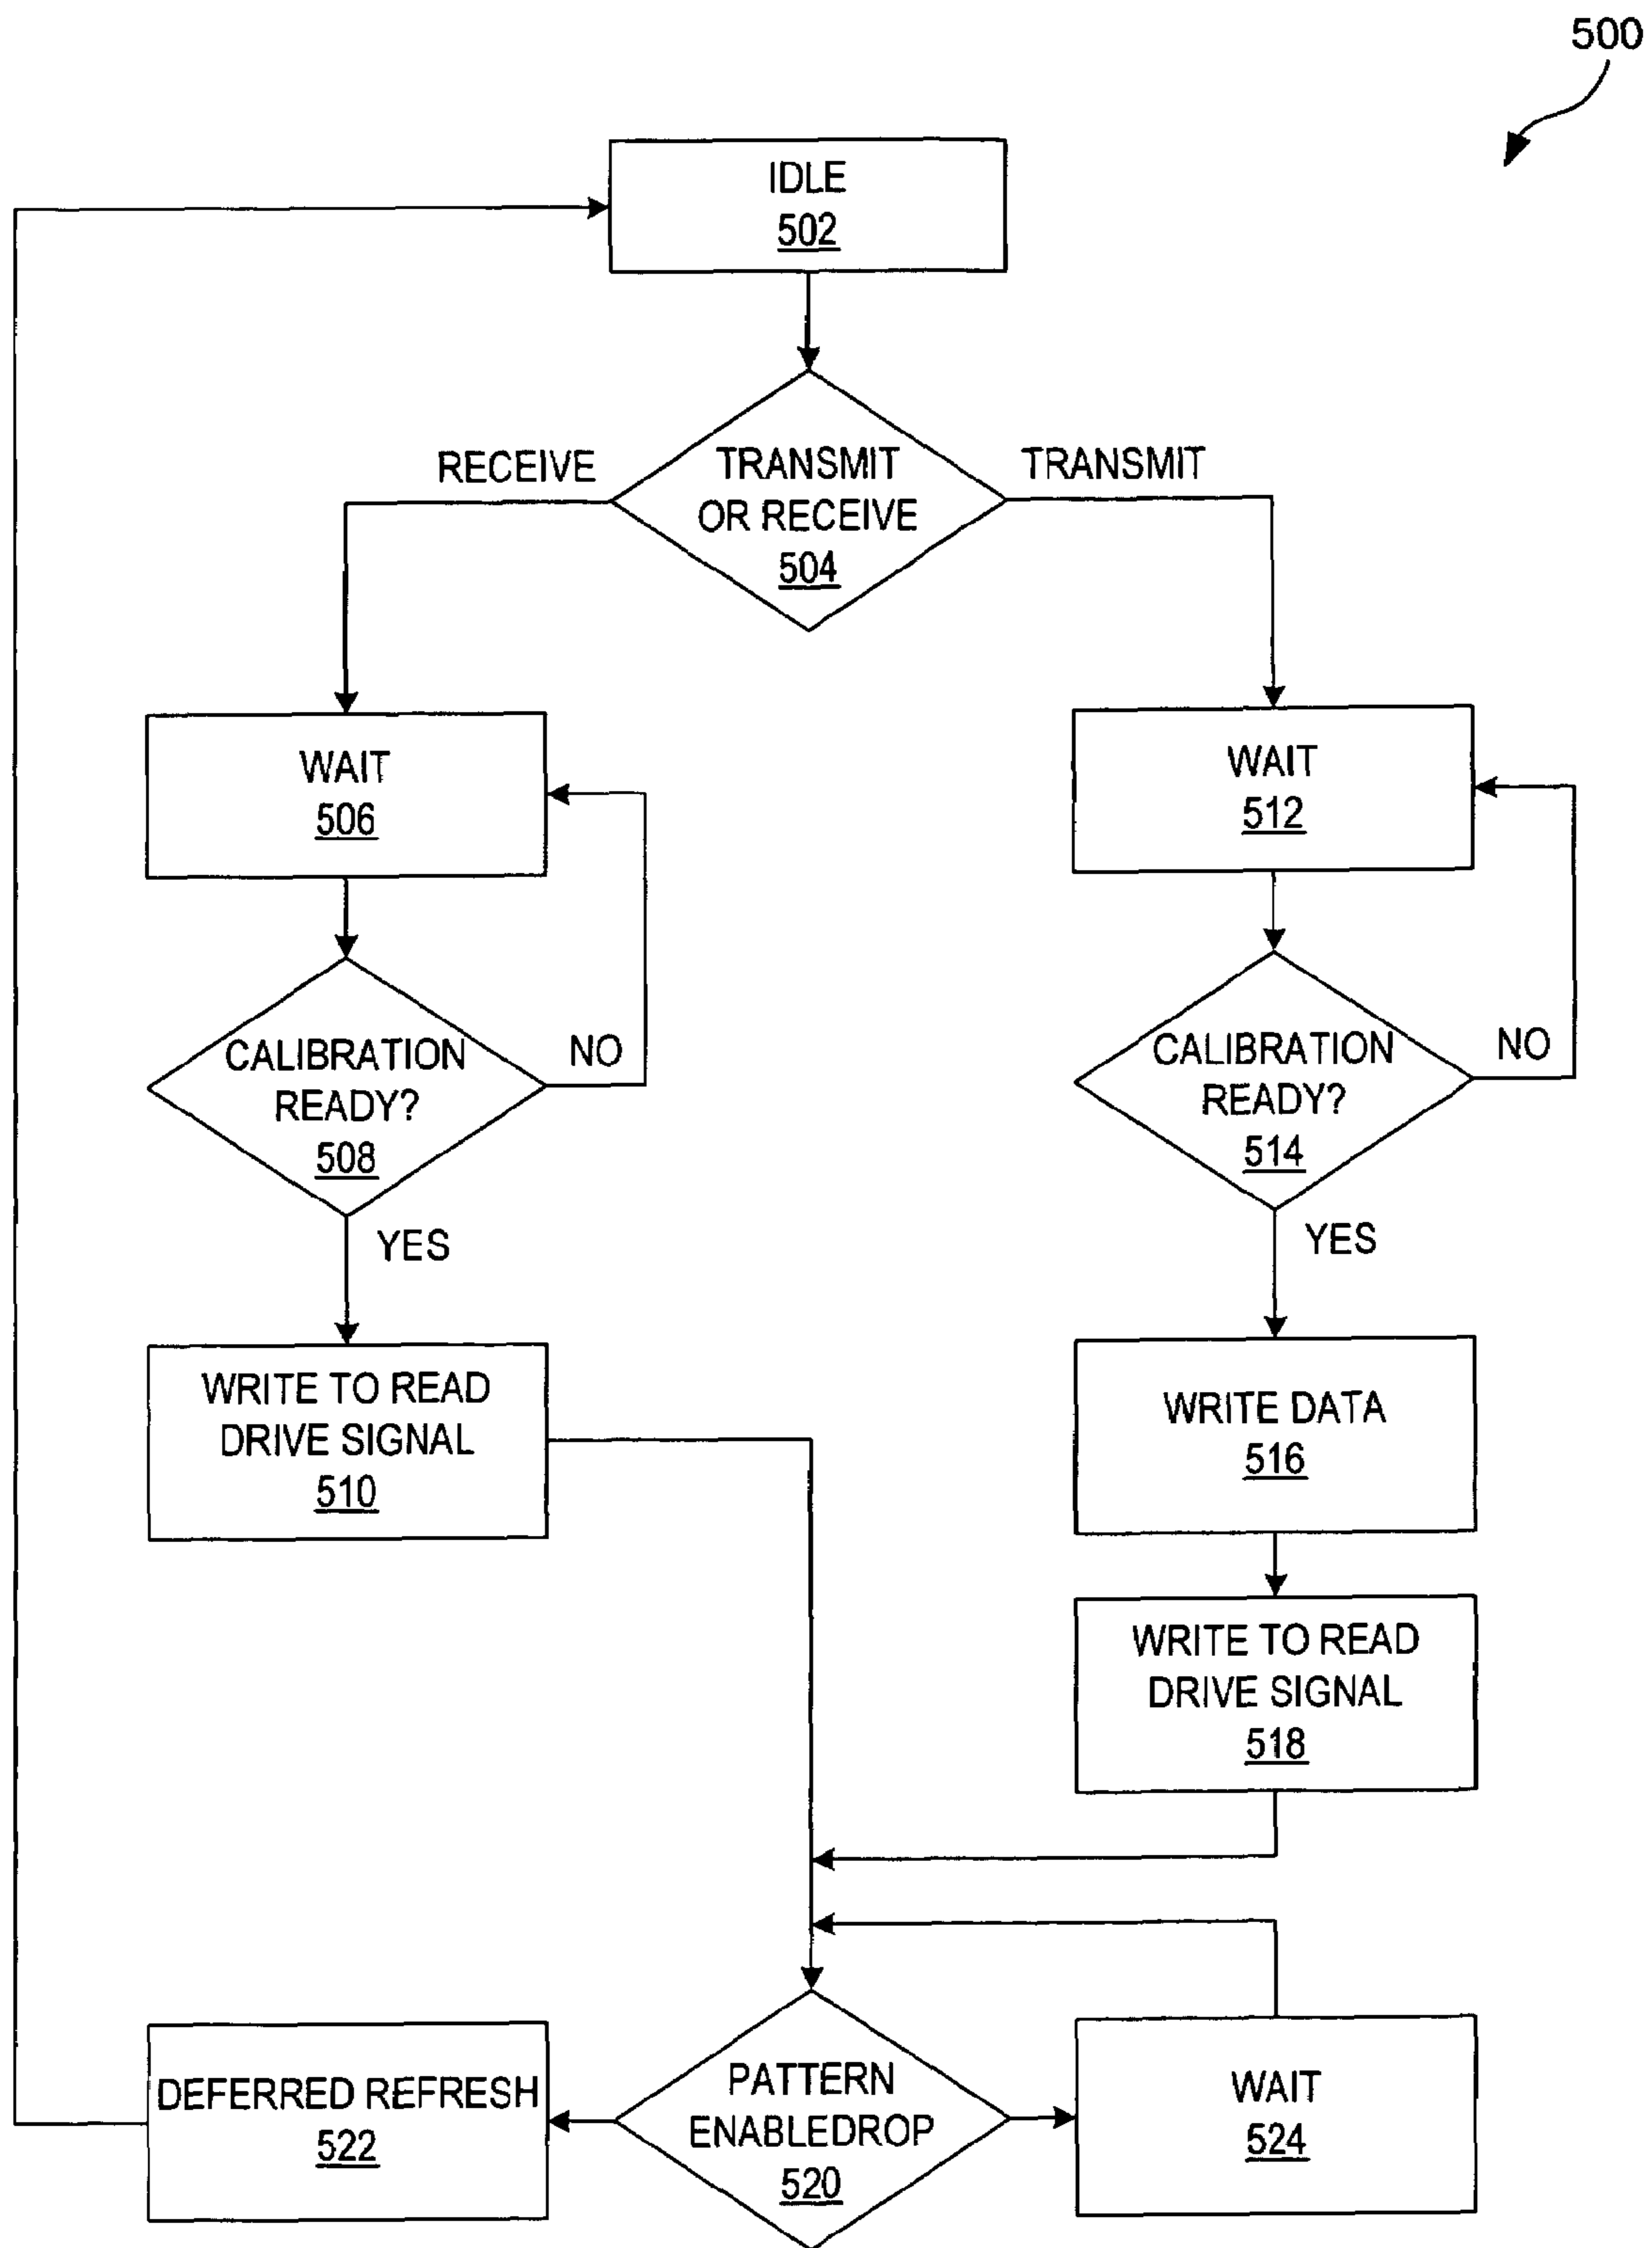 500
IDLE
502
RECEIVE
TRANSMIT
OR RECEIVE
504
TRANSMIT
WAIT
506
WAIT
512
CALIBRATION
READY?
508
NO
CALIBRATION
READY?
514
NO
YES
YES
WRITE TO READ
DRIVE SIGNAL
510
WRITE DATA
516
WRITE TO READ
DRIVE SIGNAL
518
DEFERRED REFRESH
522
PATTERN
ENABLEDROP
520
WAIT
524